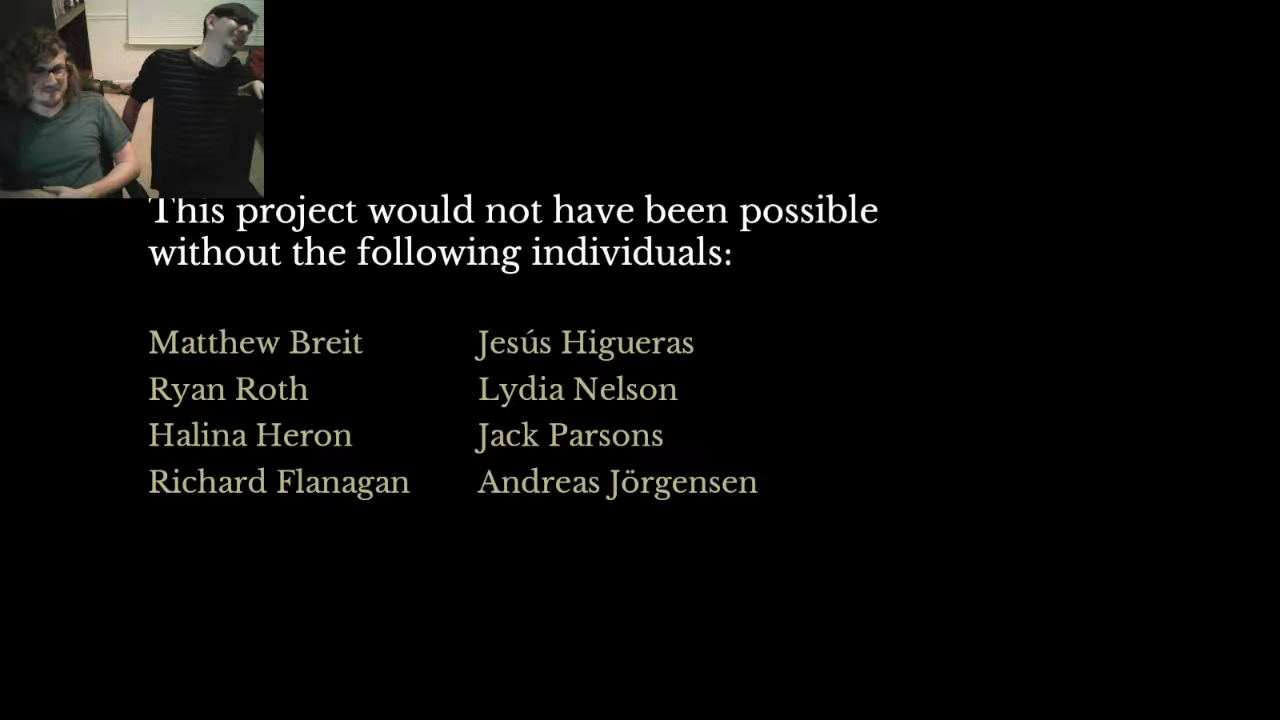 This project would not have been possible
without the following individuals:
Matthew Breit
Ryan Roth
Halina Heron
Richard Flanagan
Jesús Higueras
Lydia Nelson
Jack Parsons
Andreas Jörgensen